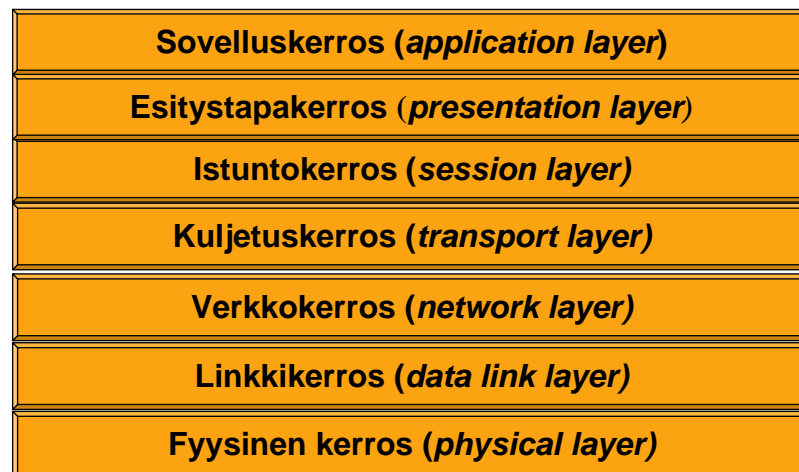 Sovelluskerros (application layer)
Esitystapakerros (presentation layer)
Istuntokerros (session layer)
Kuljetuskerros (transport layer)
Verkkokerros (network layer)
Linkkikerros (data link layer)
Fyysinen kerros (physical layer)